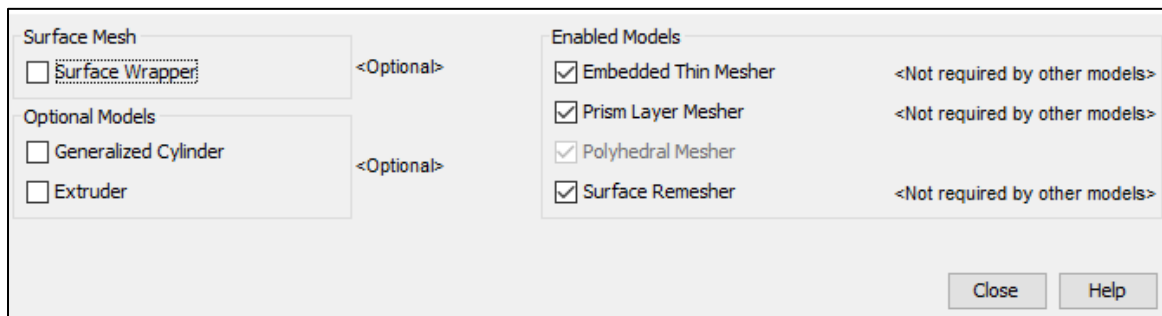 Surface Mesh
Surface Wrapper
<Optional>
Optional Models
Generalized Cylinder
Extruder
<Optional>
Enabled Models
Embedded Thin Mesher <Not required by other models>
Prism Layer Mesher <Not required by other models>
Polyhedral Mesher
Surface Remesher <Not required by other models>
Close Help